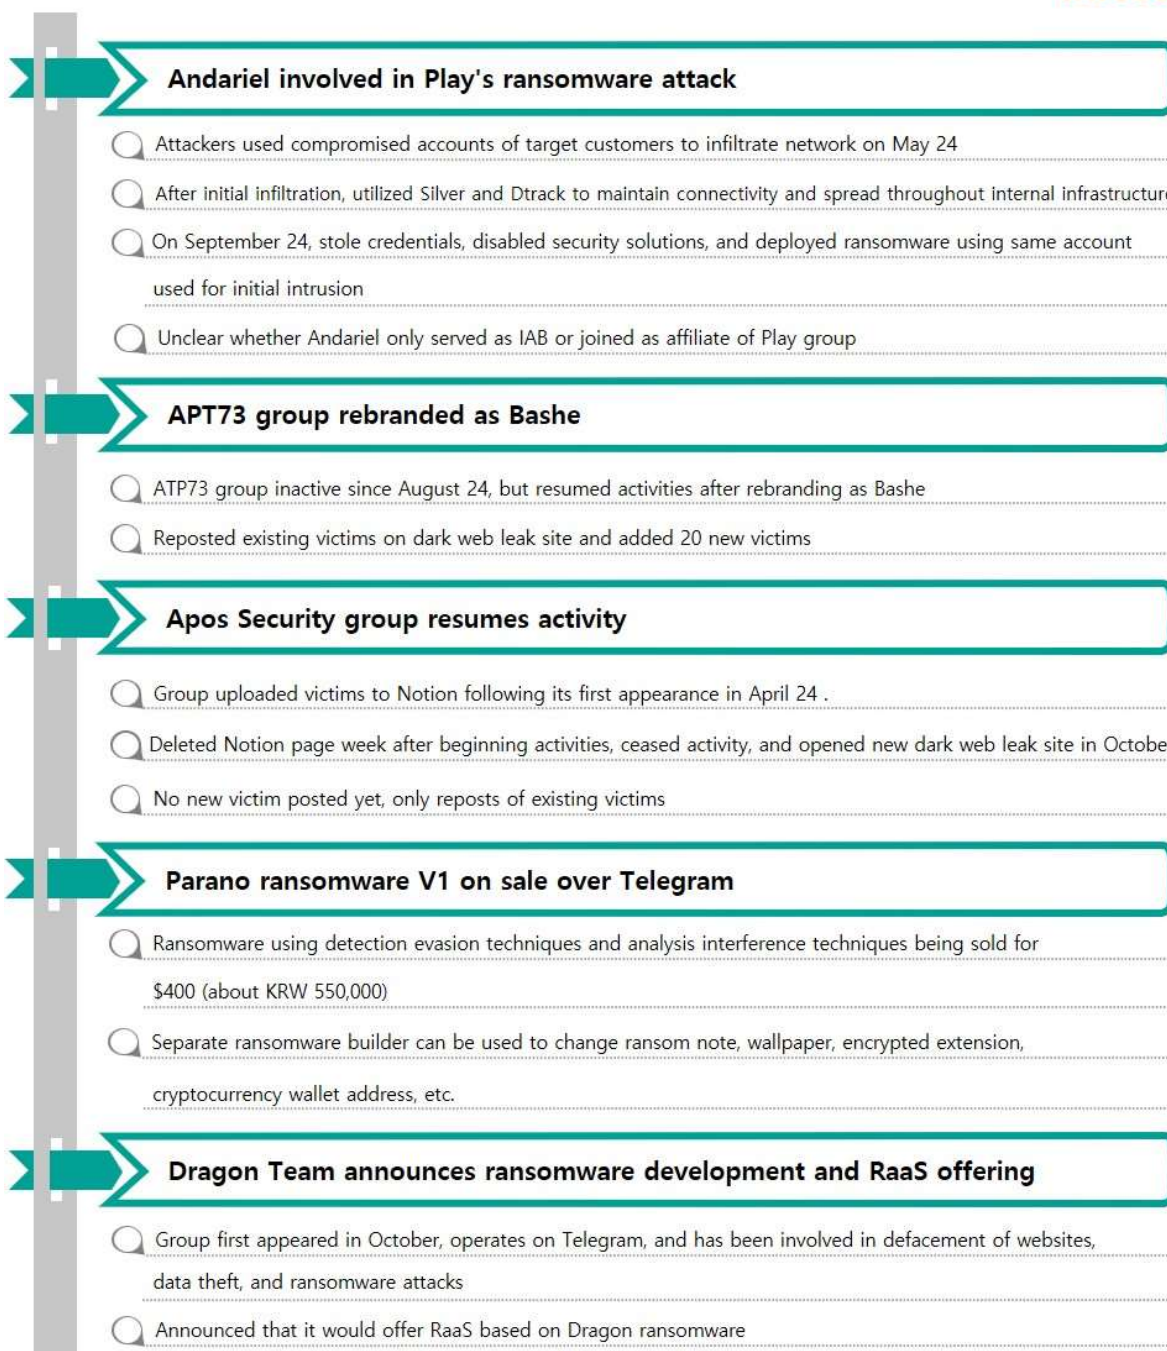 Andariel involved in Play's ransomware attack
Attackers used compromised accounts of target customers to infiltrate network on May 24
After initial infiltration, utilized Silver and Dtrack to maintain connectivity and spread throughout internal infrastructure
On September 24, stole credentials, disabled security solutions, and deployed ransomware using same account
used for initial intrusion
Unclear whether Andariel only served as IAB or joined as affiliate of Play group
APT73 group rebranded as Bashe
ATP73 group inactive since August 24, but resumed activities after rebranding as Bashe
Reposted existing victims on dark web leak site and added 20 new victims
Apos Security group resumes activity
Group uploaded victims to Notion following its first appearance in April 24 .
Deleted Notion page week after beginning activities, ceased activity, and opened new dark web leak site in Octobe
No new victim posted yet, only reposts of existing victims
Parano ransomware V1 on sale over Telegram
Ransomware using detection evasion techniques and analysis interference techniques being sold for
$400 (about KRW 550,000)
Separate ransomware builder can be used to change ransom note, wallpaper, encrypted extension,
cryptocurrency wallet address, etc.
Dragon Team announces ransomware development and RaaS offering
Group first appeared in October, operates on Telegram, and has been involved in defacement of websites,
data theft, and ransomware attacks
Announced that it would offer RaaS based on Dragon ransomware